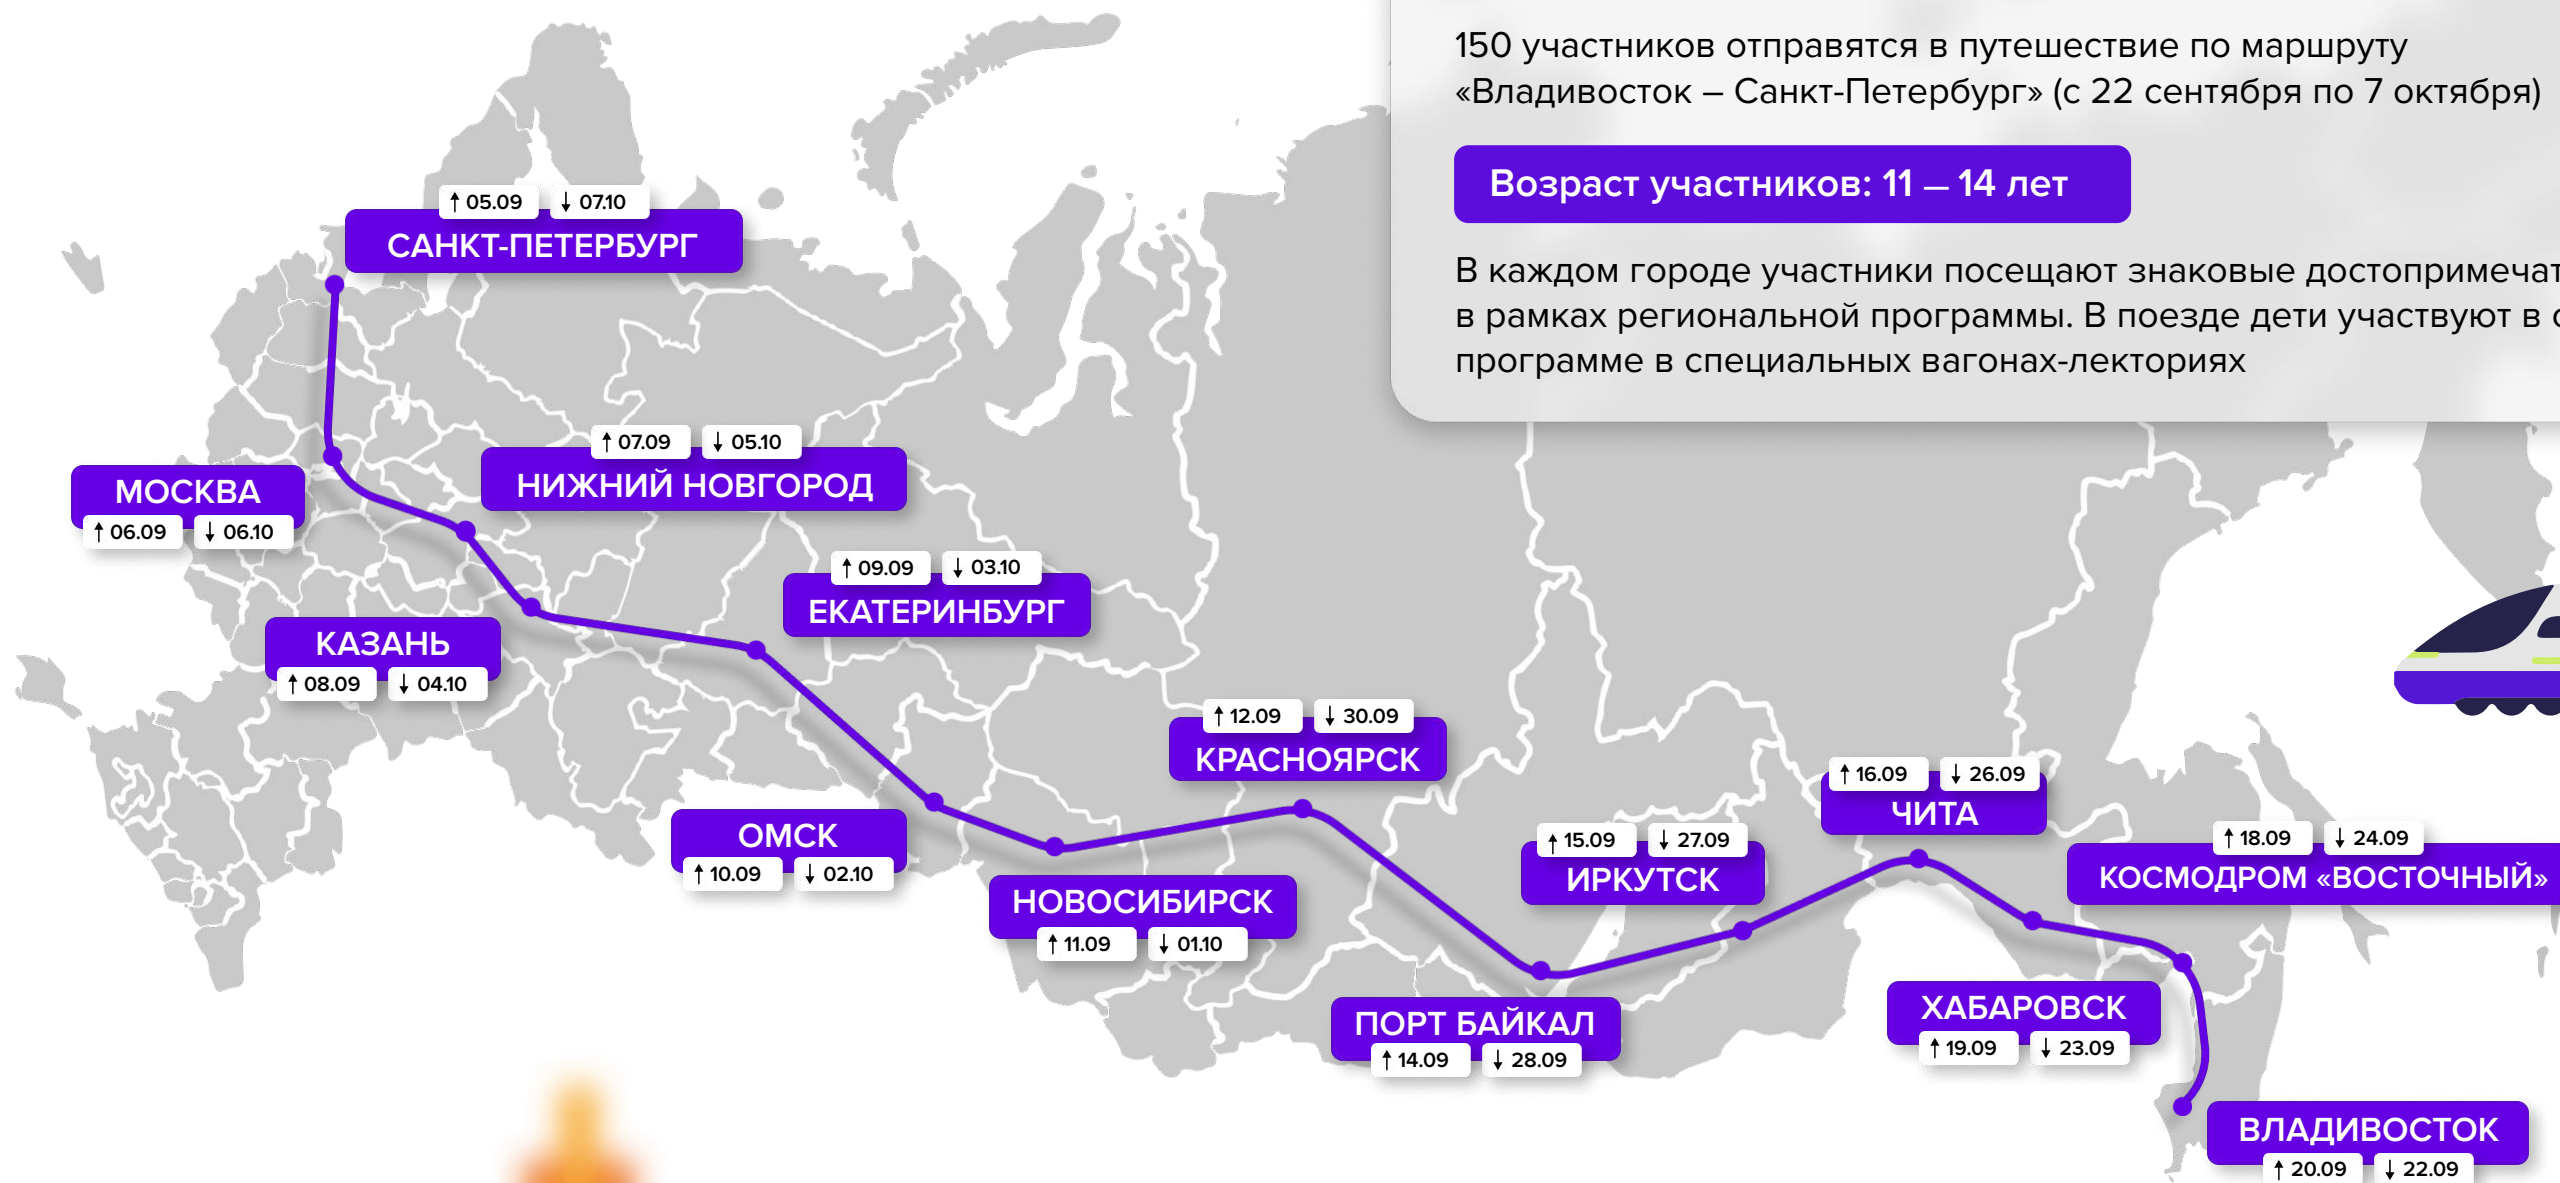 150 участников отправятся в путешествие по маршруту
«Владивосток – Санкт-Петербург» (с 22 сентября по 7 октября)
Возраст участников: 11 — 14 лет
В каждом городе участники посещают знаковые
в рамках региональной программы. В поезде дети участвуют в
программе в специальных вагонах-лекториях
↑ 05.09 ↓ 07.10
САНКТ-ПЕТЕРБУРГ
МОСКВА
↑ 06.09 ↓ 06.10
↑ 07.09 ↓ 05.10
НИЖНИЙ НОВГОРОД
КАЗАНЬ
↑ 08.09 ↓ 04.10
↑ 09.09 ↓ 03.10
ЕКАТЕРИНБУРГ
ОМСК
↑ 10.09 ↓ 02.10
НОВОСИБИРСК
↑ 11.09 ↓ 01.10
↑ 12.09 ↓ 30.09
КРАСНОЯРСК
ПОРТ БАЙКАЛ
↑ 14.09 ↓ 28.09
↑ 15.09 ↓ 27.09
ИРКУТСК
↑ 16.09 ↓ 26.09
ЧИТА
↑ 18.09 ↓ 24.09
КОСМОДРОМ «ВОСТОЧНЫЙ»
ХАБАРОВСК
↑ 19.09 ↓ 23.09
ВЛАДИВОСТОК
↑ 20.09 ↓ 22.09